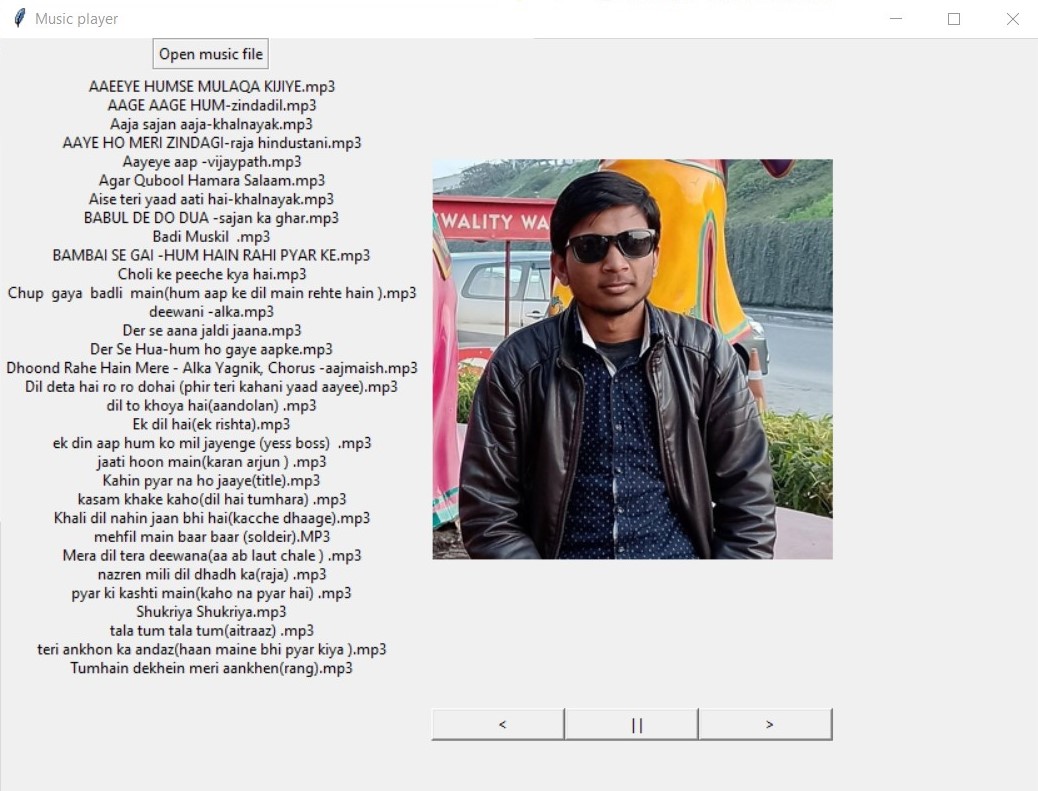 Music player
Open music file
AAEEYE HUMSE MULAQA KIJIYE.mp3
AAGE AAGE HUM-zindadil.mp3
Aaja sajan aaja-khalnayak.mp3
AAYE HO MERI ZINDAGI-raja hindustani.mp3
Aayeye aap -vijaypath.mp3
Agar Qubool Hamara Salaam.mp3
Aise teri yaad aati hai-khalnayak.mp3
BABUL DE DO DUA -sajan ka ghar.mp3
Badi Muskil  .mp3
BAMBAI SE GAI -HUM HAIN RAHI PYAR KE.mp3
Choli ke peeche kya hai.mp3
Chup  gaya  badli  main(hum aap ke dil main rehte hain ).mp3
deewani -alka.mp3
Der se aana jaldi jaana.mp3
Der Se Hua-hum ho gaye aapke.mp3
Dhoond Rahe Hain Mere - Alka Yagnik, Chorus -aajmaish.mp3
Dil deta hai ro ro dohai (phir teri kahani yaad aayee).mp3
dil to khoya hai(aandolan) .mp3
Ek dil hai(ek rishta).mp3
ek din aap hum ko mil jayenge (yess boss)  .mp3
jaati hoon main(karan arjun ) .mp3
Kahin pyar na ho jaaye(title).mp3
kasam khake kaho(dil hai tumhara) .mp3
Khali dil nahin jaan bhi hai(kacche dhaage).mp3
mehfil main baar baar (soldeir).MP3
Mera dil tera deewana(aa ab laut chale ) .mp3
nazren mili dil dhadh ka(raja) .mp3
pyar ki kashti main(kaho na pyar hai) .mp3
Shukriya Shukriya.mp3
tala tum tala tum(aitraaz) .mp3
teri ankhon ka andaz(haan maine bhi pyar kiya ).mp3
Tumhain dekhein meri aankhen(rang).mp3
KWALITY WA
< | | >